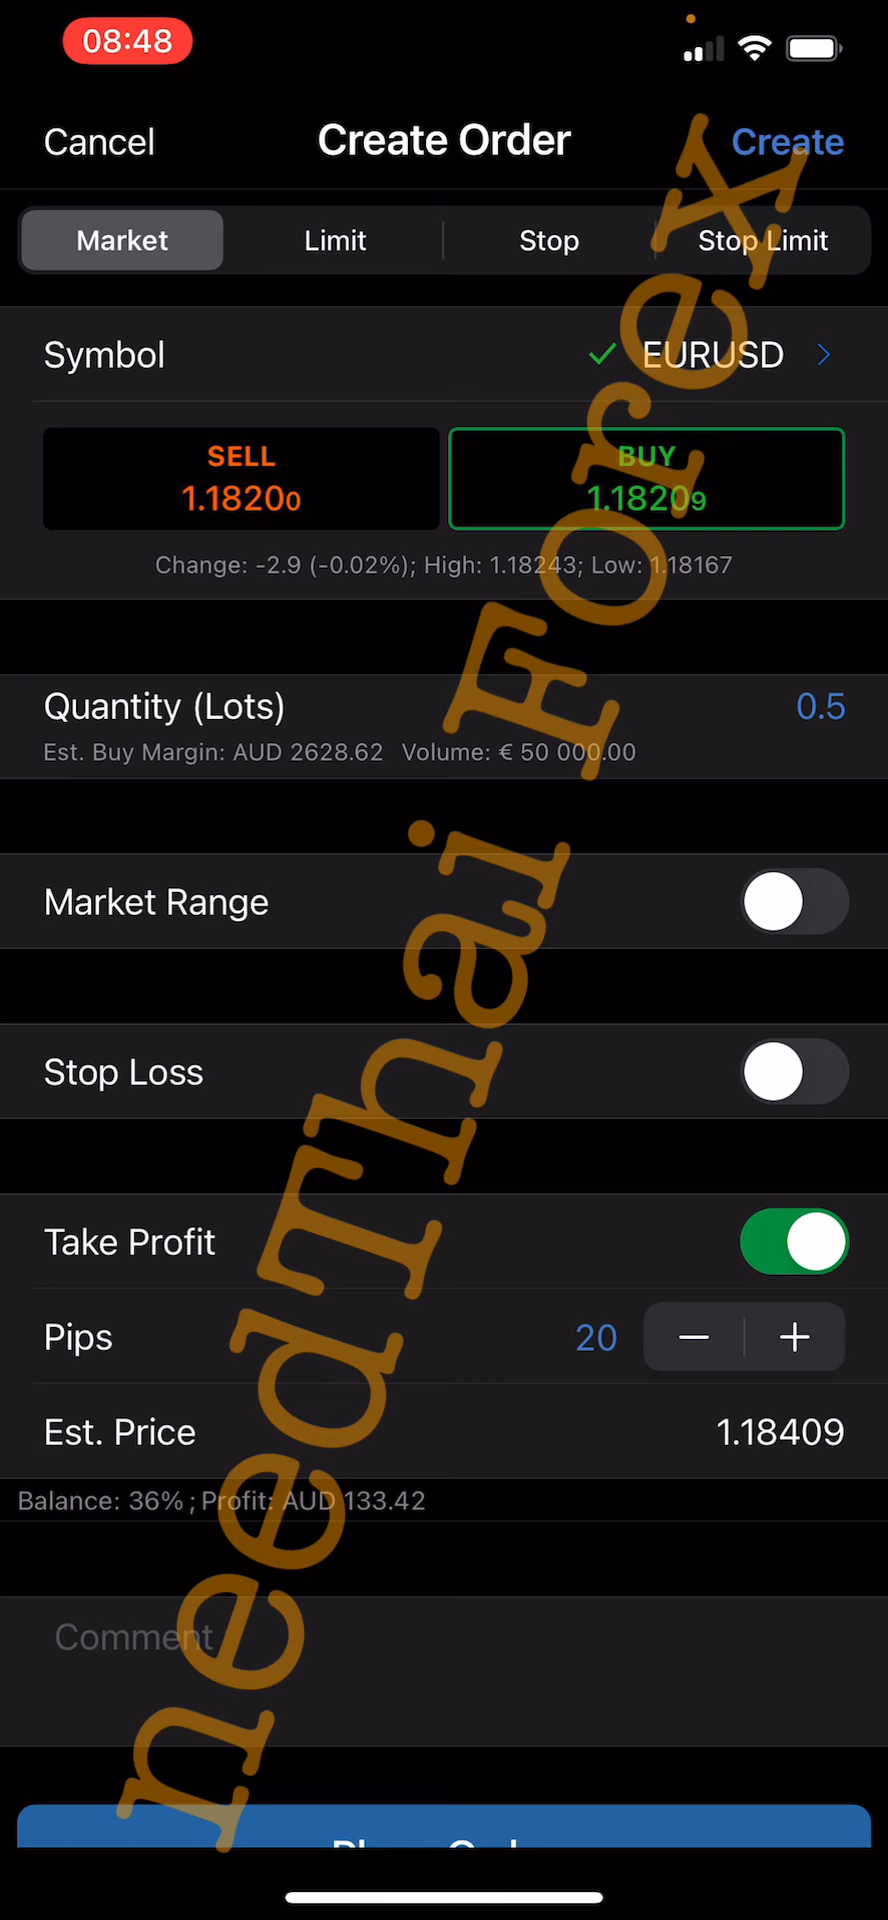 08:48
Cancel Create Order Create
Market Limit Stop Stop Limit
Symbol EURUSD
SELL BUY
1.18200 1.18209
Change: -2.9 (-0.02%); High: 1.18243; Low: 1.18167
Quantity (Lots) 0.5
Est. Buy Margin: AUD 2628.62 Volume: € 50 000.00
Market Range
Stop Loss
Take Profit
Pips 20 − +
Est. Price 1.18409
Balance: 36% ; Profit: AUD 133.42
Comment
needThai Forex